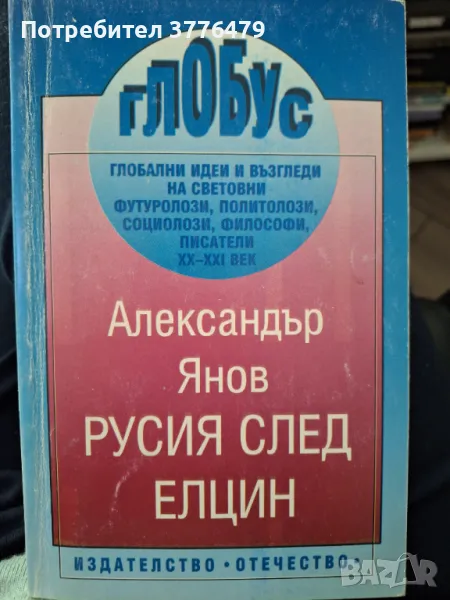 Потребител 3776479
ГЛОБУС
ГЛОБАЛНИ ИДЕИ И ВЪЗГЛЕДИ
НА СВЕТОВНИ
ФУТУРОЛОЗИ, ПОЛИТОЛОЗИ,
СОЦИОЛОЗИ, ФИЛОСОФИ,
ПИСАТЕЛИ
XX–XXI ВЕК
Александър
Янов
РУСИЯ СЛЕД
ЕЛЦИН
ИЗДАТЕЛСТВО • ОТЕЧЕСТВО •
BAZAR